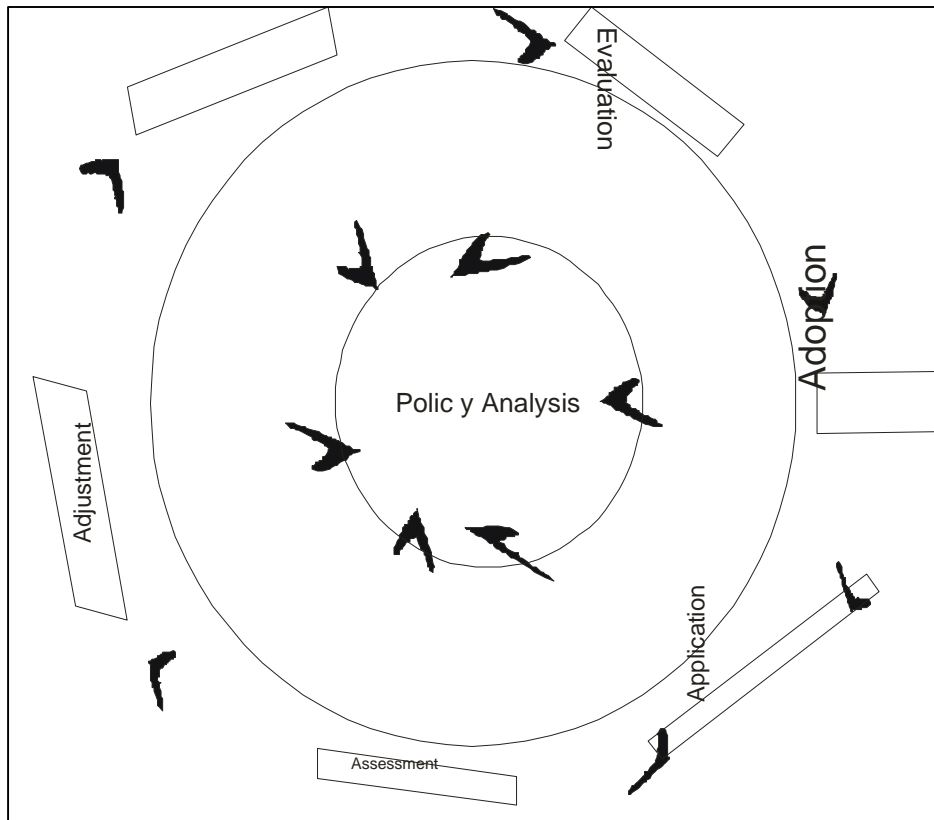 Evaluation
Adoption
Polic y Analysis
Adjustment
Application
Assessment